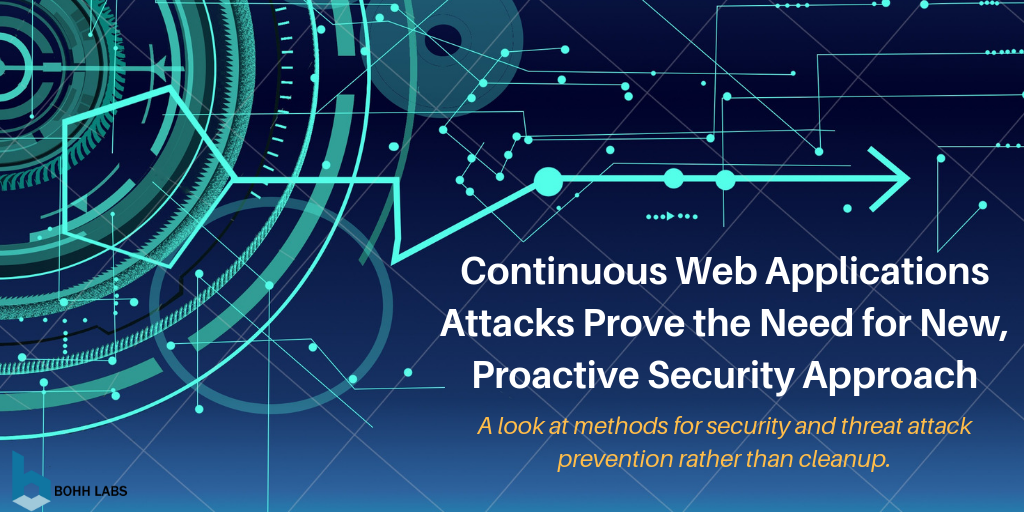 Continuous Web Applications
Attacks Prove the Need for New,
Proactive Security Approach
A look at methods for security and threat attack
prevention rather than cleanup.
BOHH LABS